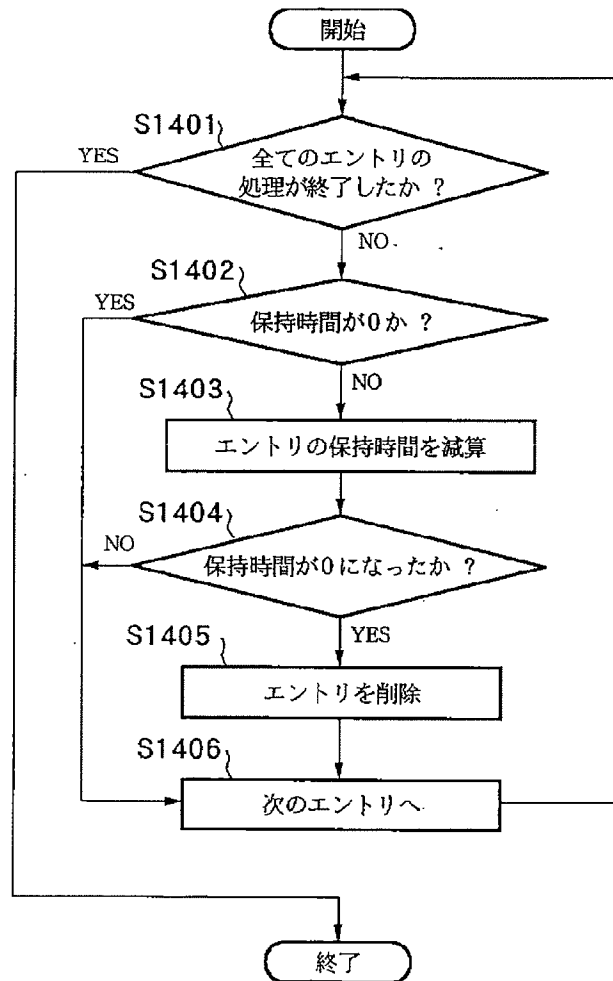 開始
S1401
YES
全てのエントリの
処理が終了したか ?
NO
S1402
YES
保持時間が0か ?
NO
S1403
エントリの保持時間を減算
S1404
NO
保持時間が0になったか ?
YES
S1405
エントリを削除
S1406
次のエントリへ
終了